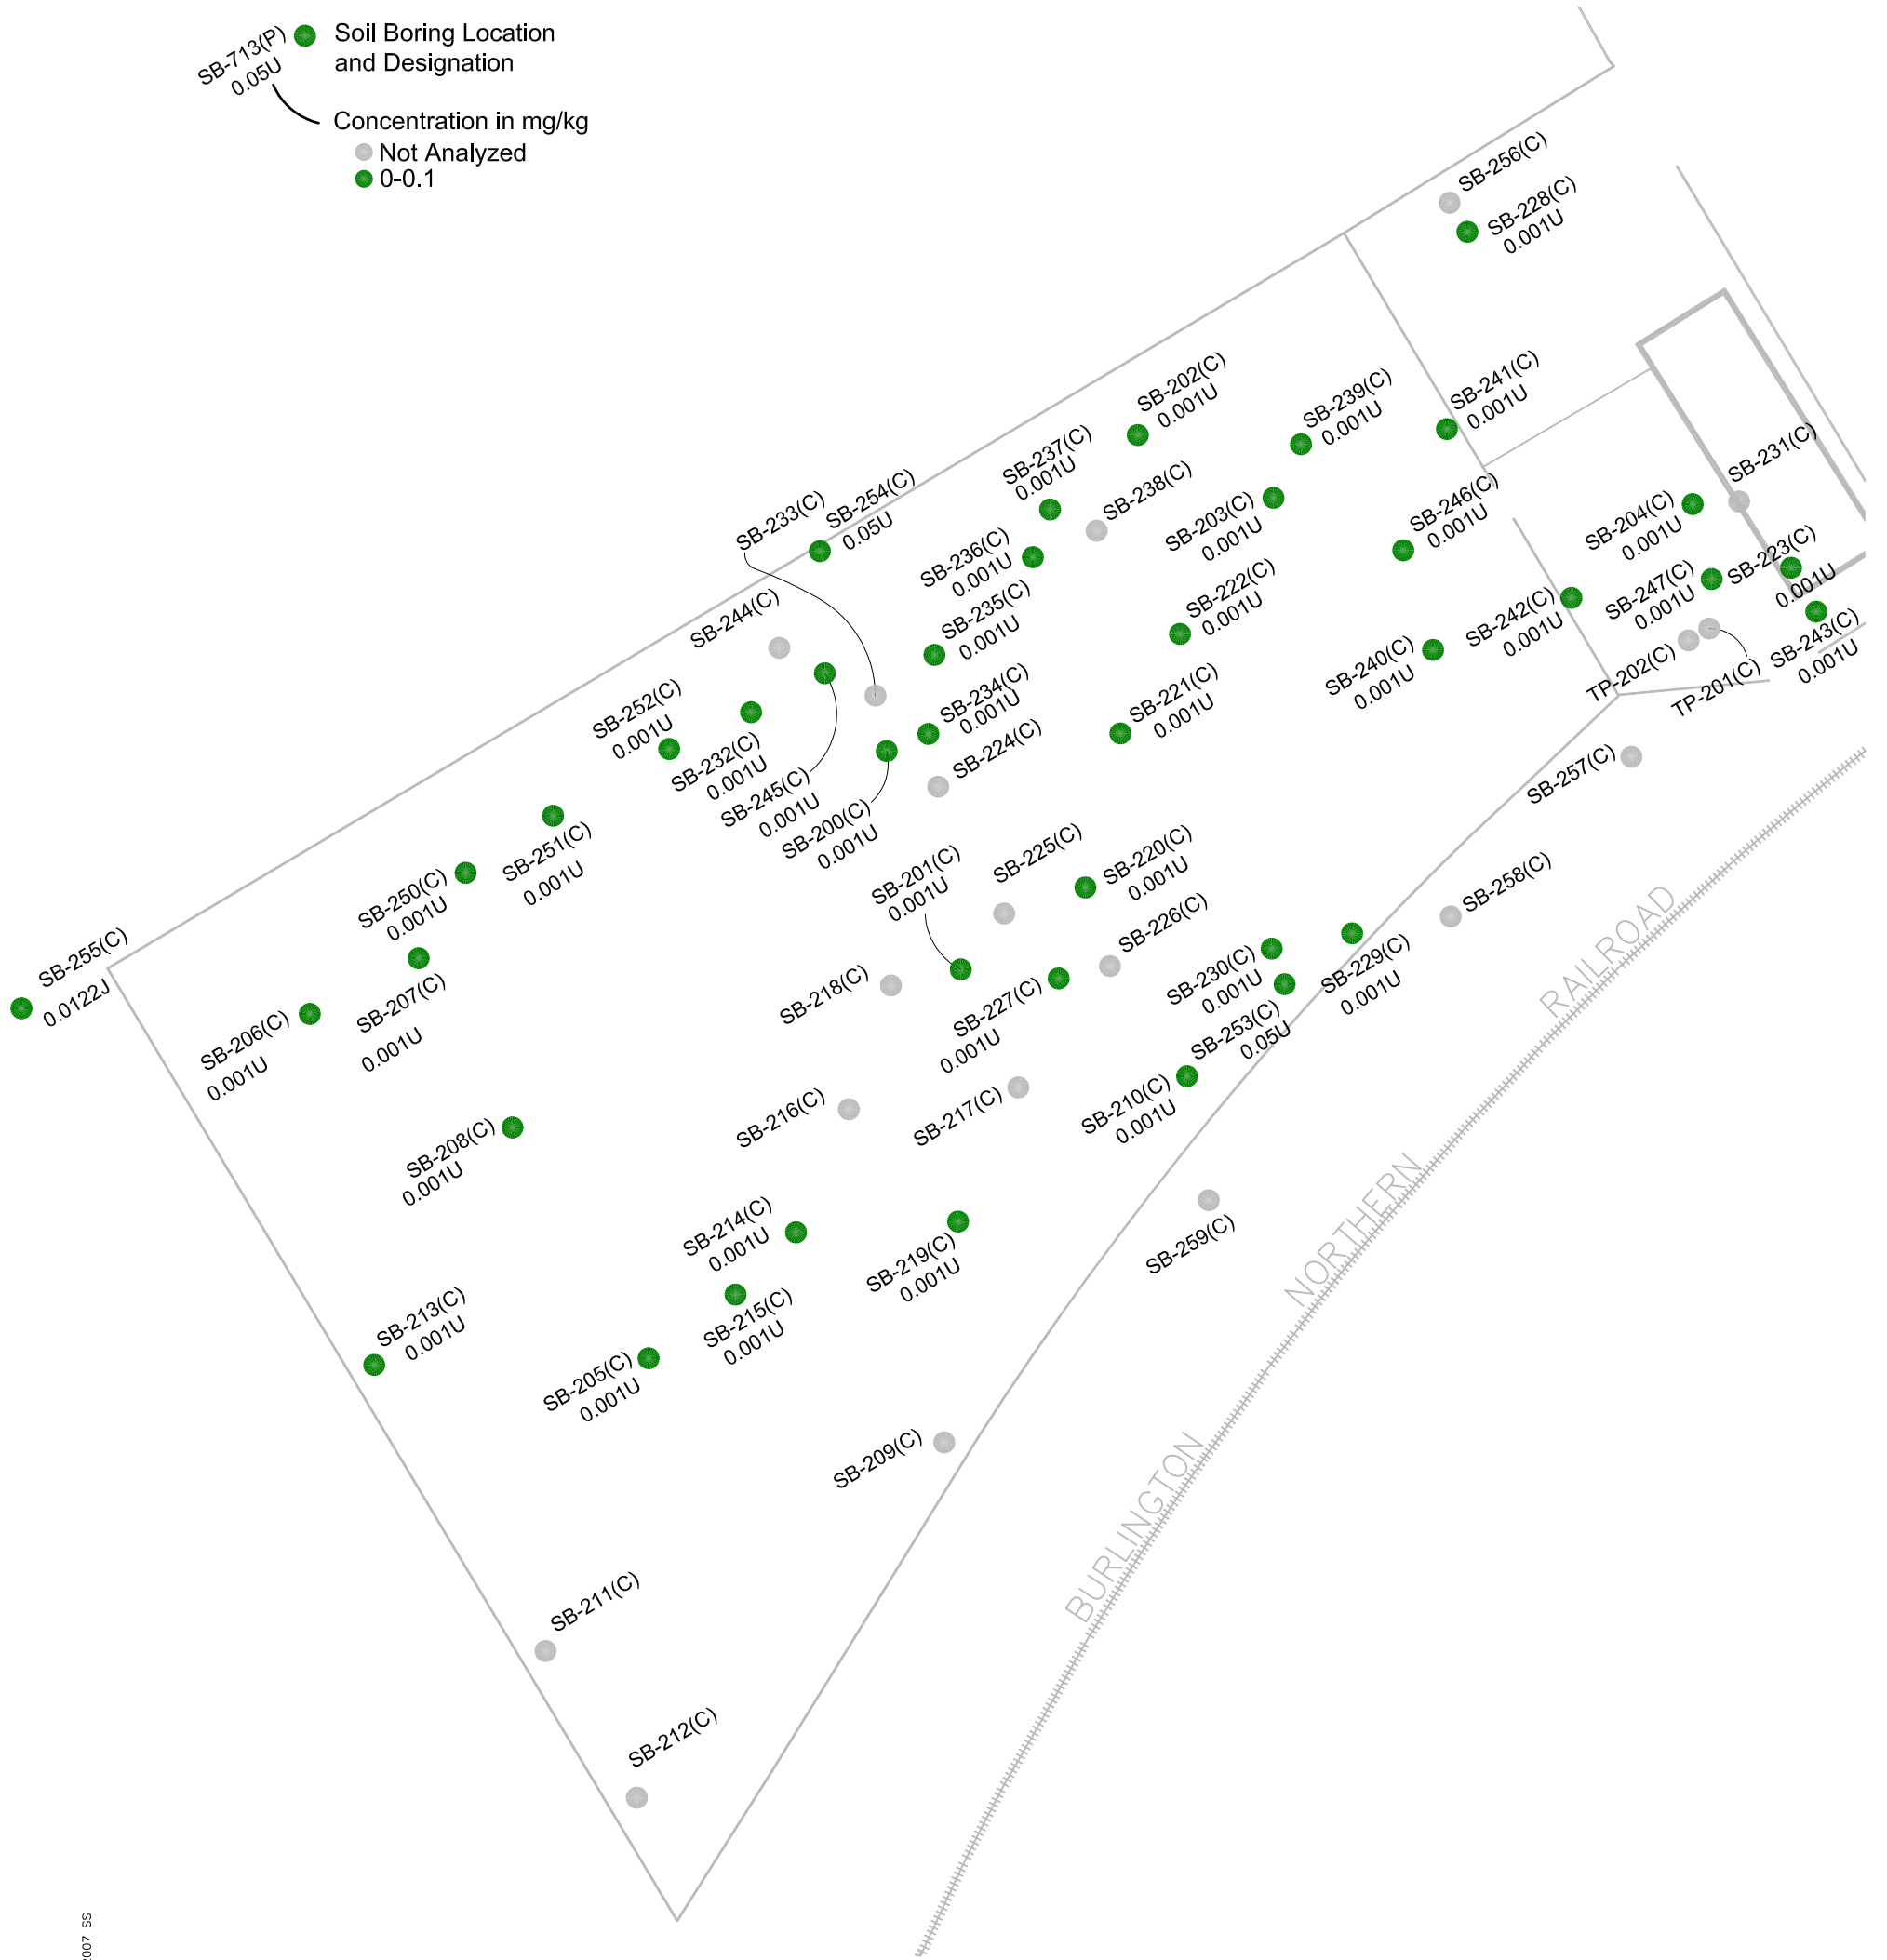 SB-713(P)
0.05U
Soil Boring Location
and Designation
Concentration in mg/kg
Not Analyzed
0-0.1
SB-256(C)
SB-228(C)
0.001U
SB-202(C)
0.001U
SB-239(C)
0.001U
SB-241(C)
0.001U
SB-237(C)
0.001U
SB-238(C)
SB-231(C)
SB-233(C)
SB-254(C)
0.05U
SB-203(C)
0.001U
SB-246(C)
0.001U
SB-204(C)
0.001U
SB-236(C)
0.001U
SB-223(C)
0.001U
SB-247(C)
0.001U
SB-222(C)
0.001U
SB-235(C)
0.001U
SB-242(C)
0.001U
SB-244(C)
SB-240(C)
0.001U
SB-243(C)
0.001U
TP-202(C)
TP-201(C)
SB-252(C)
0.001U
SB-234(C)
0.001U
SB-221(C)
0.001U
SB-232(C)
0.001U
SB-224(C)
SB-257(C)
SB-245(C)
0.001U
SB-200(C)
0.001U
SB-251(C)
0.001U
SB-225(C)
SB-201(C)
0.001U
SB-220(C)
0.001U
SB-258(C)
SB-250(C)
0.001U
SB-226(C)
SB-255(C)
0.0122J
RAILROAD
SB-230(C)
0.001U
SB-229(C)
0.001U
SB-218(C)
SB-207(C)
0.001U
SB-227(C)
0.001U
SB-206(C)
0.001U
SB-253(C)
0.05U
SB-210(C)
0.001U
SB-216(C)
SB-217(C)
SB-208(C)
0.001U
SB-214(C)
0.001U
NORTHERN
SB-259(C)
SB-219(C)
0.001U
SB-213(C)
0.001U
SB-215(C)
0.001U
SB-205(C)
0.001U
SB-209(C)
BURLINGTON
SB-211(C)
SB-212(C)
2007 SS